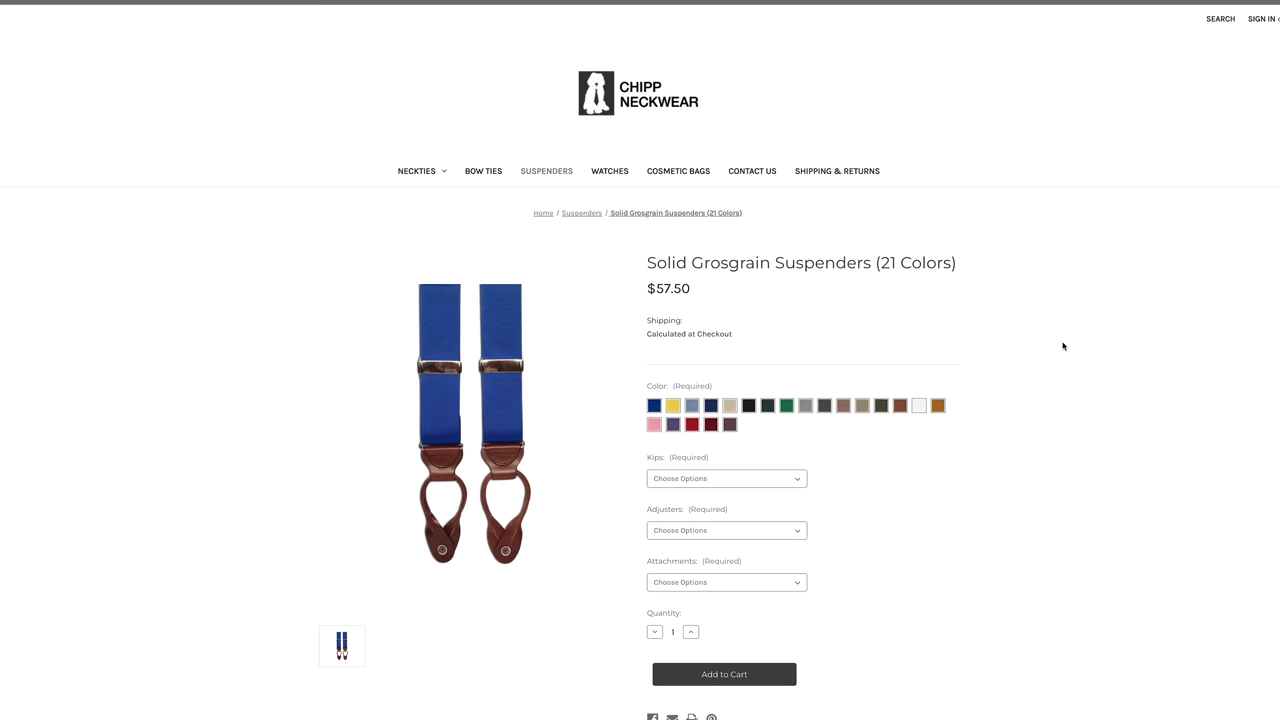 SEARCH
SIGN IN
CHIPP
NECKWEAR
NECKTIES
BOW TIES
SUSPENDERS
WATCHES
COSMETIC BAGS
CONTACT US
SHIPPING & RETURNS
Home / Suspenders / Solid Grosgrain Suspenders (21 Colors)
Solid Grosgrain Suspenders (21 Colors)
$57.50
Shipping:
Calculated at Checkout
Color: (Required)
Kips: (Required)
Choose Options
Adjusters: (Required)
Choose Options
Attachments: (Required)
Choose Options
Quantity:
1
Add to Cart